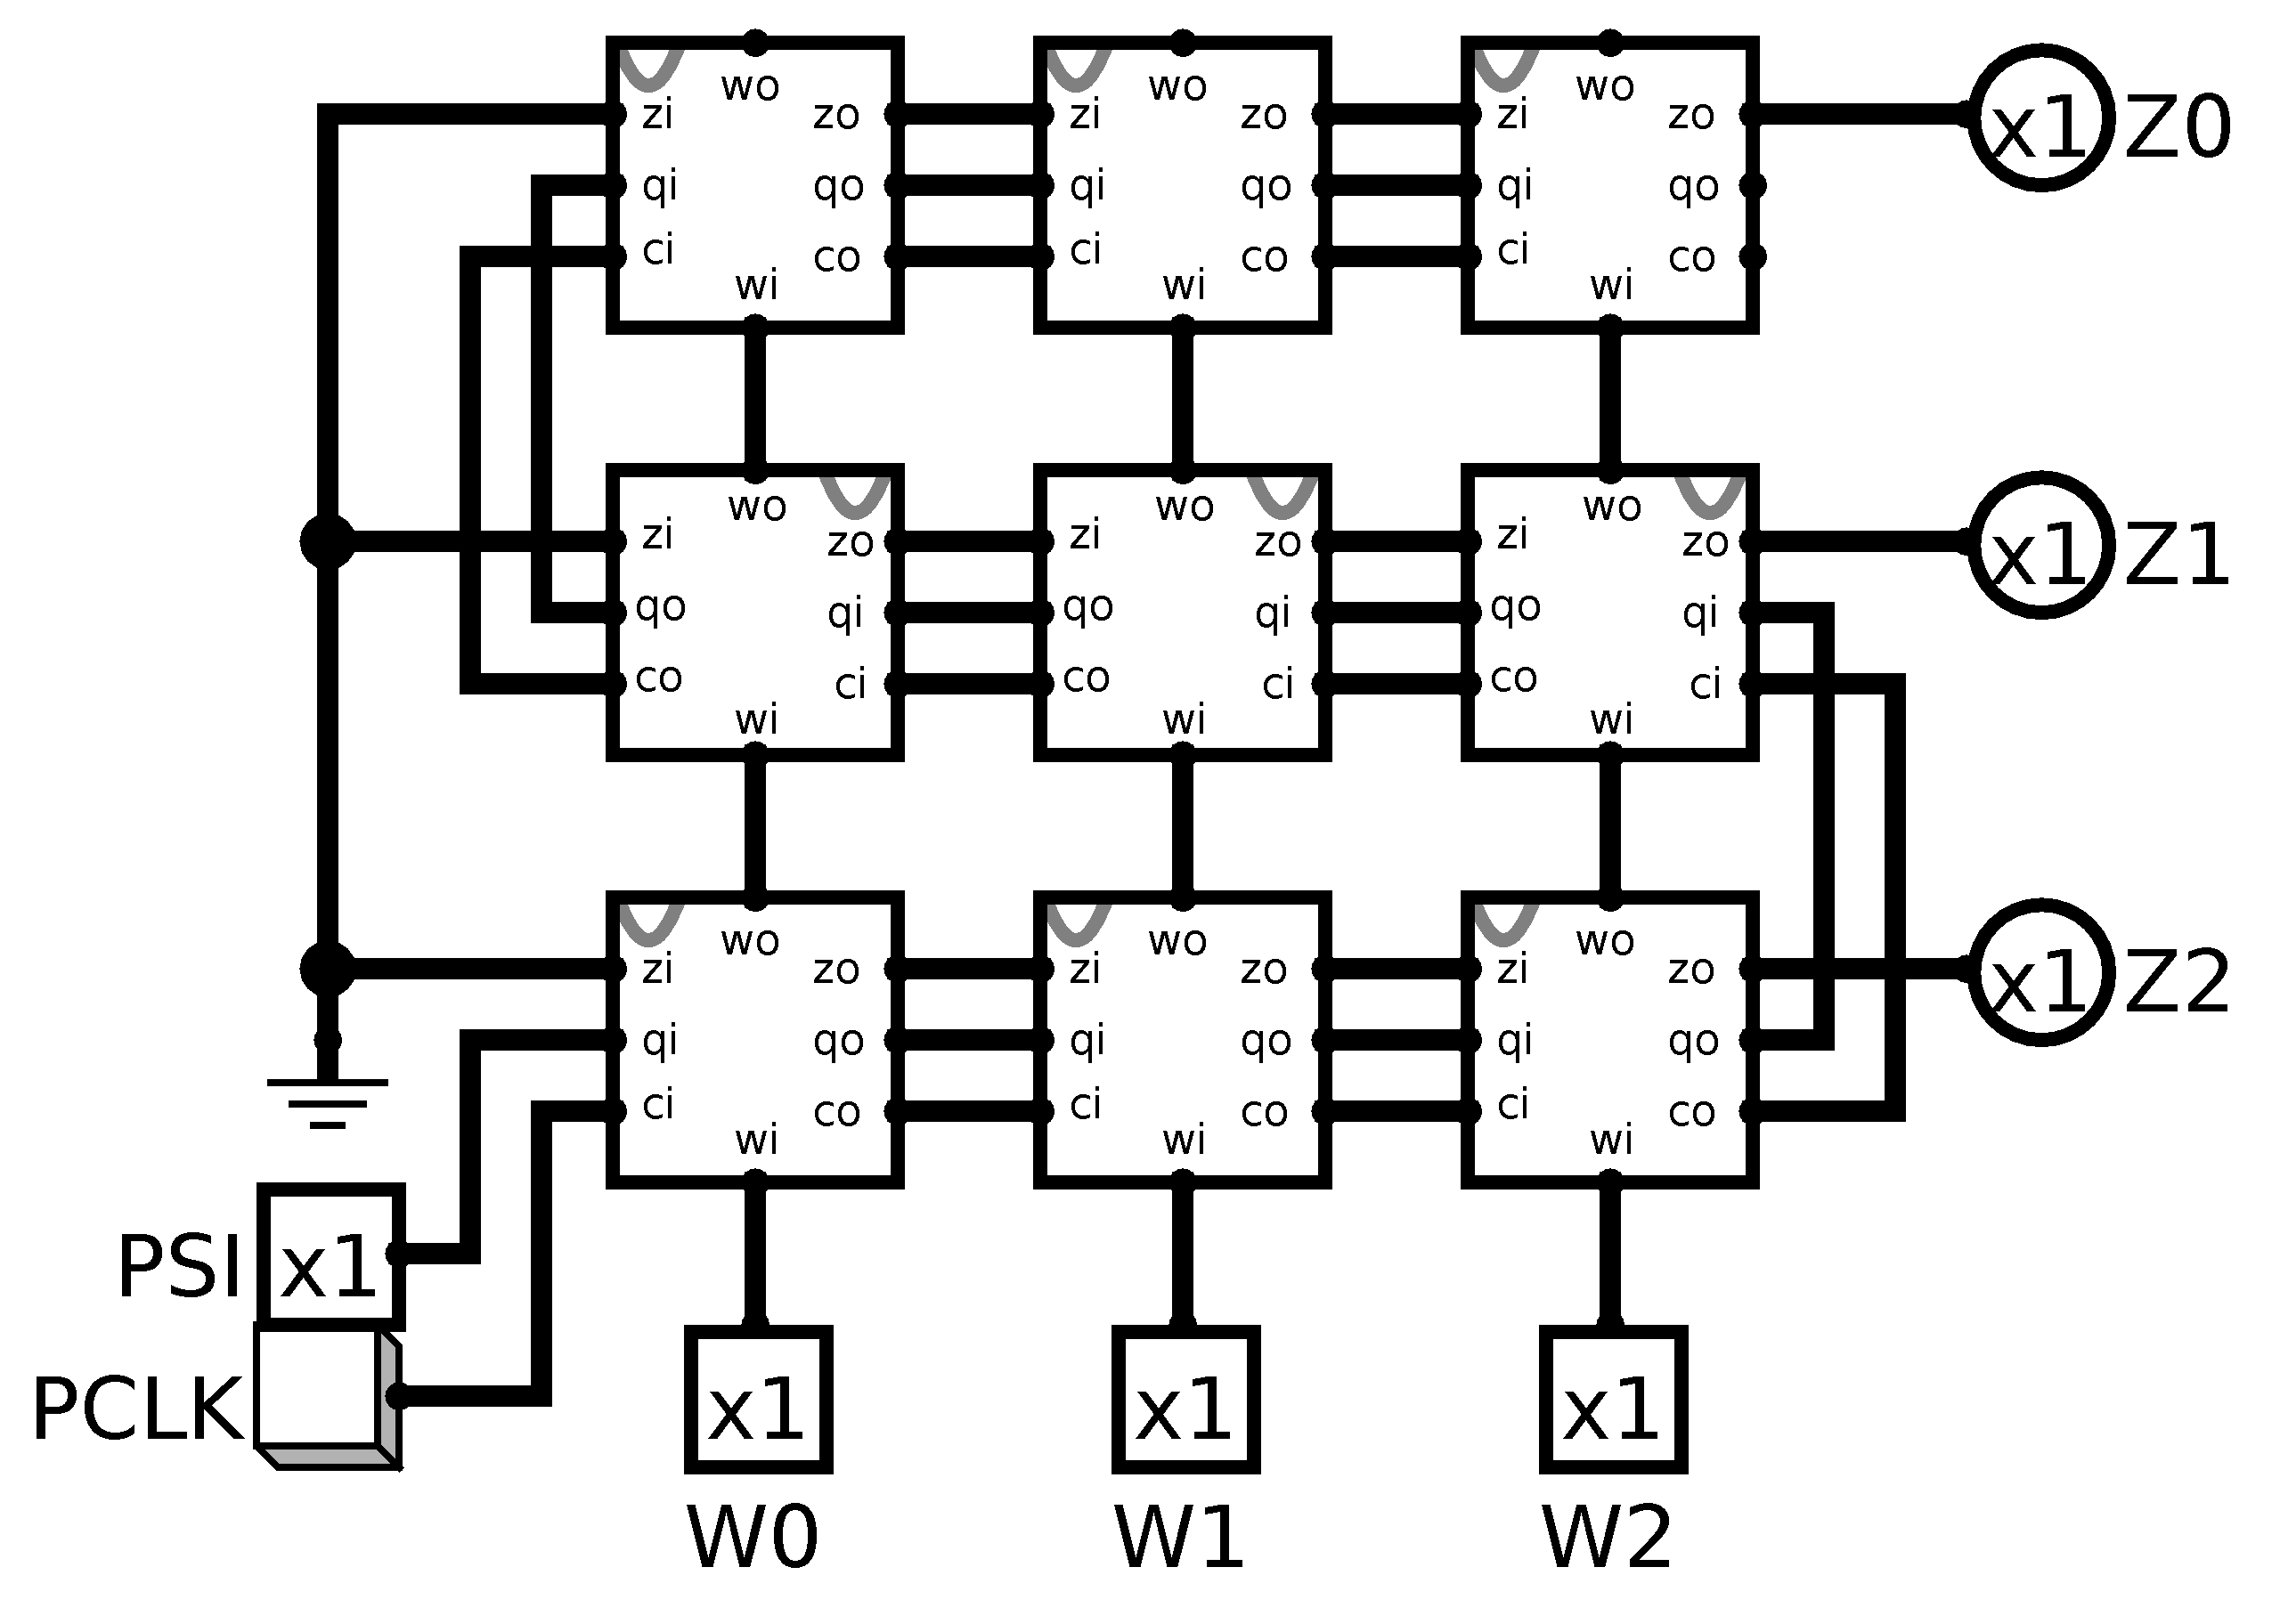 wo wo wo
zi zo zi zo zi zo x1 Z0
qi qo qi qo qi qo
ci co ci co ci co
wi wi wi
wo wo wo
zi zo zi zo zi zo x1 Z1
qo qi qo qi qo qi
co ci co ci co ci
wi wi wi
wo wo wo
zi zo zi zo zi zo x1 Z2
qi qo qi qo qi qo
ci co ci co ci co
wi wi wi
PSI x1
PCLK x1 x1 x1
W0 W1 W2